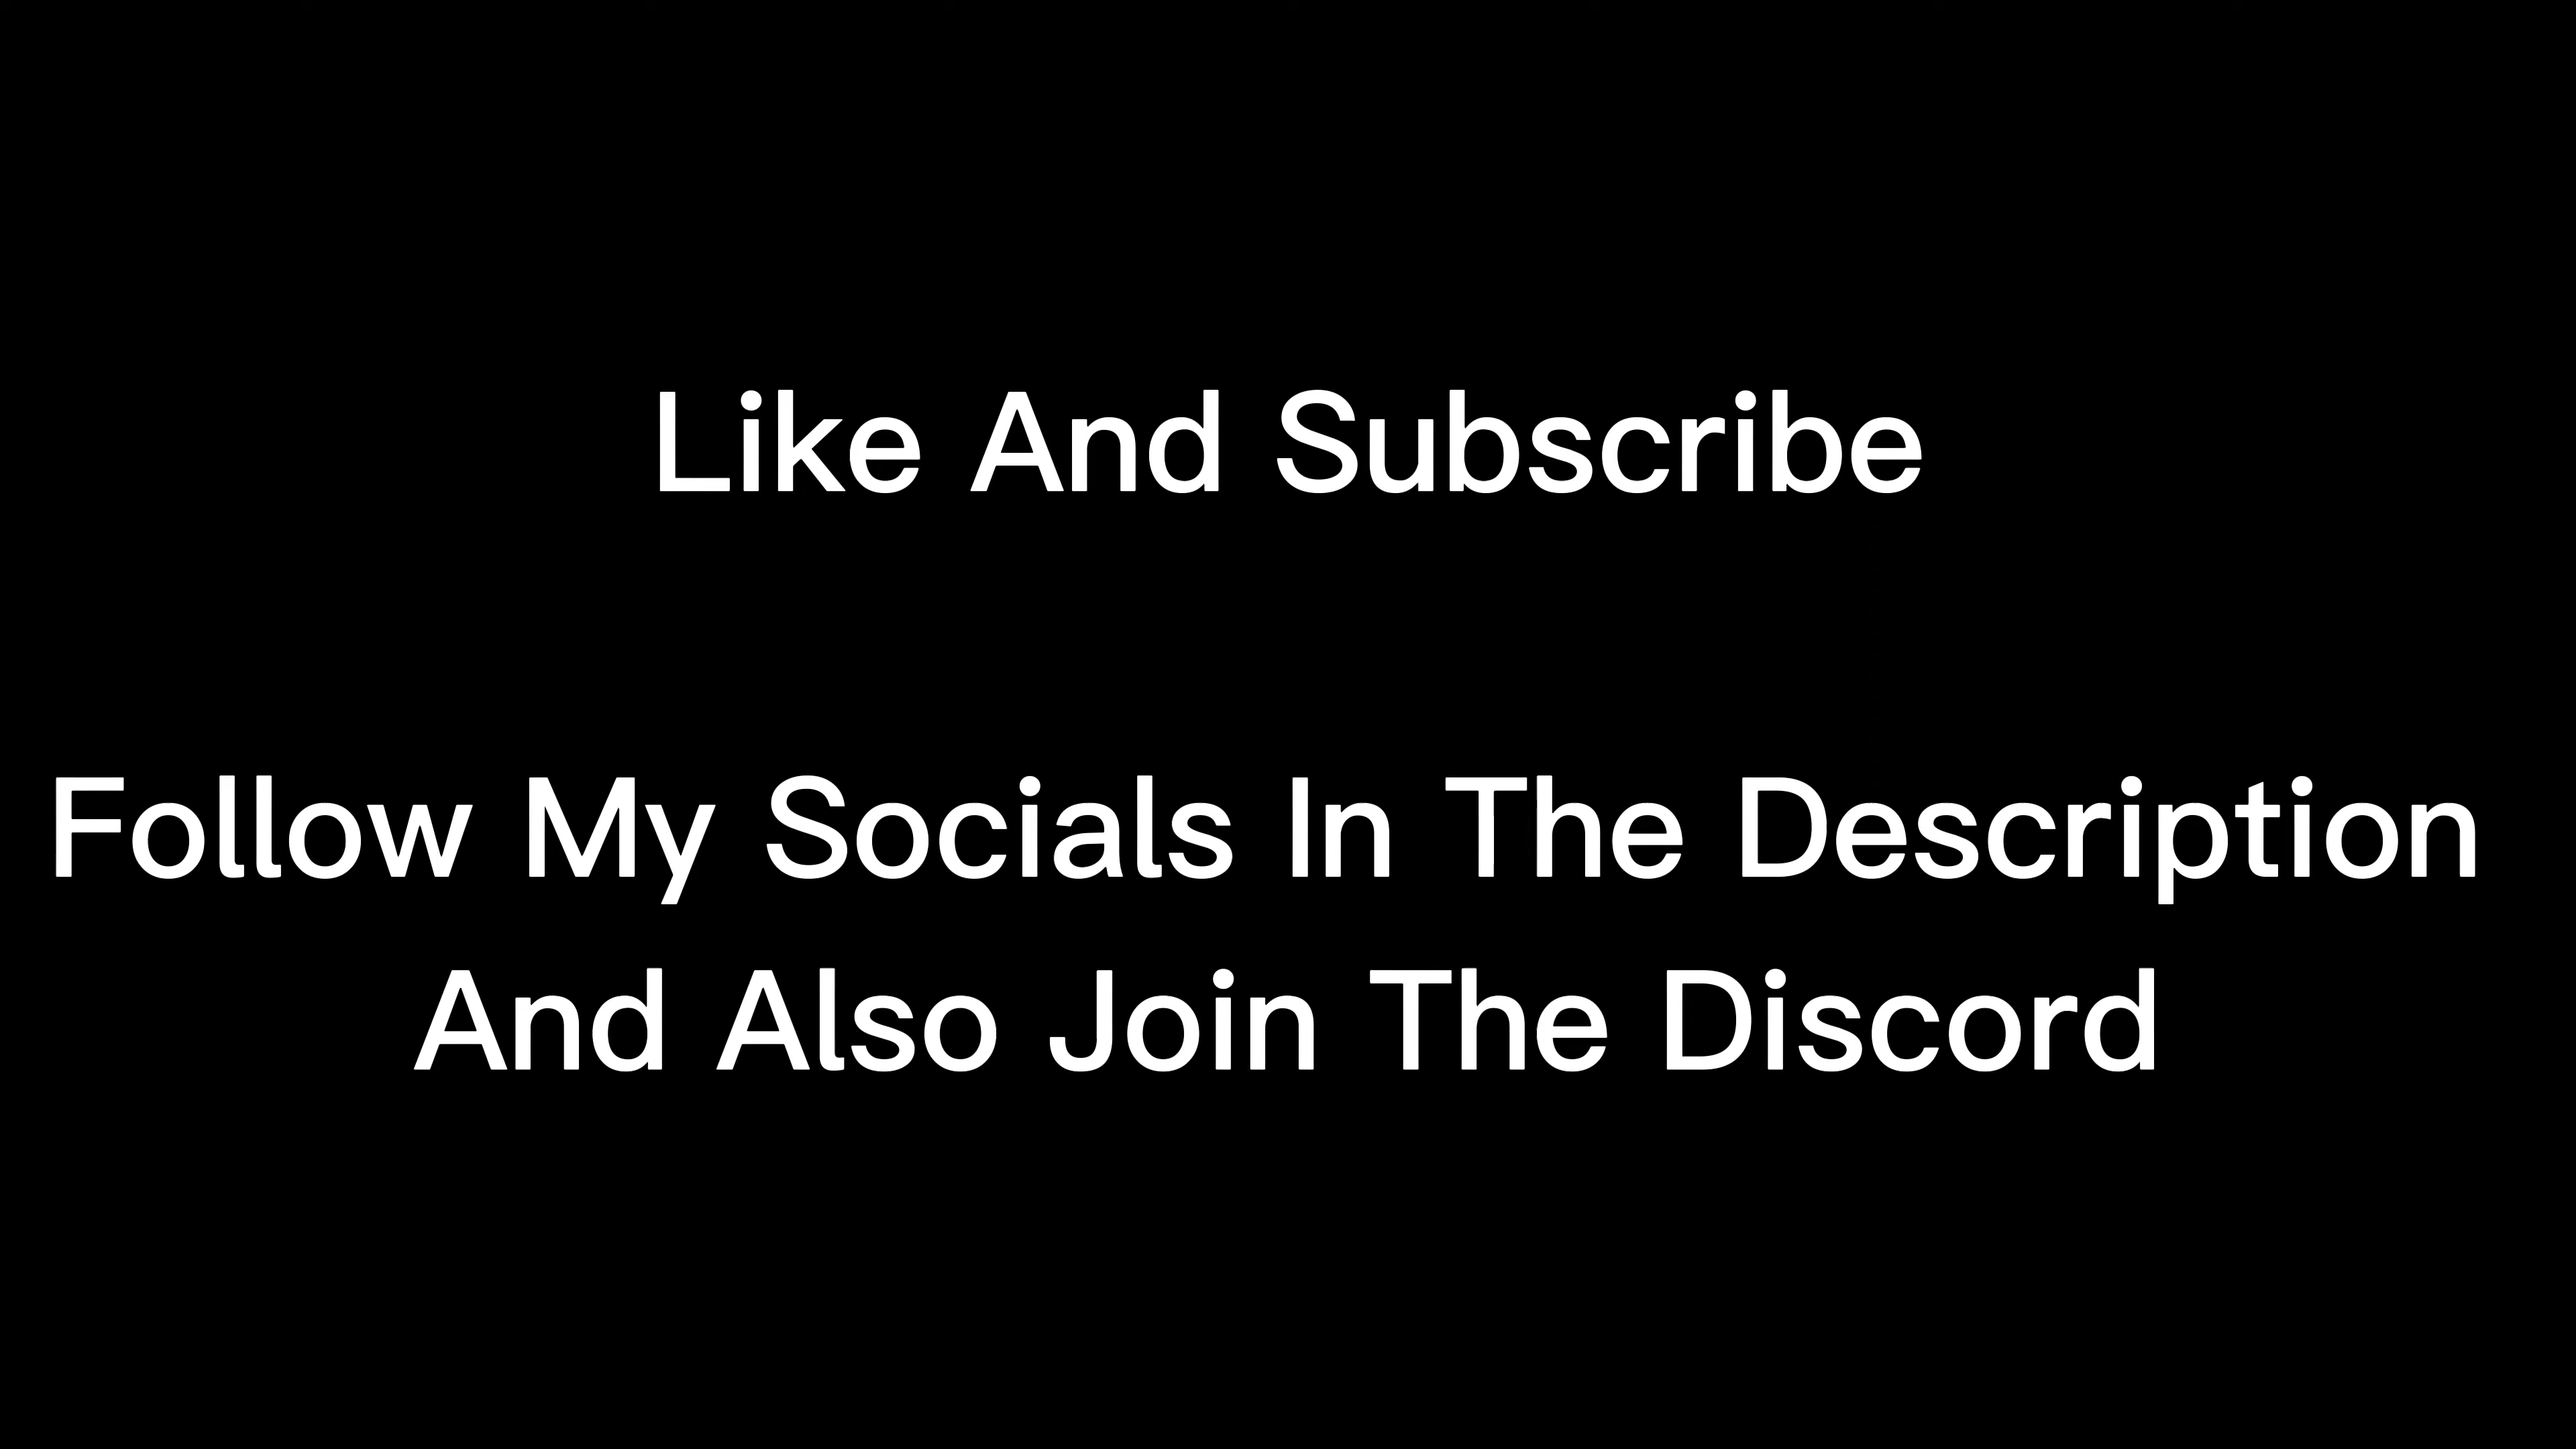 Like And Subscribe
Follow My Socials In The Description
And Also Join The Discord